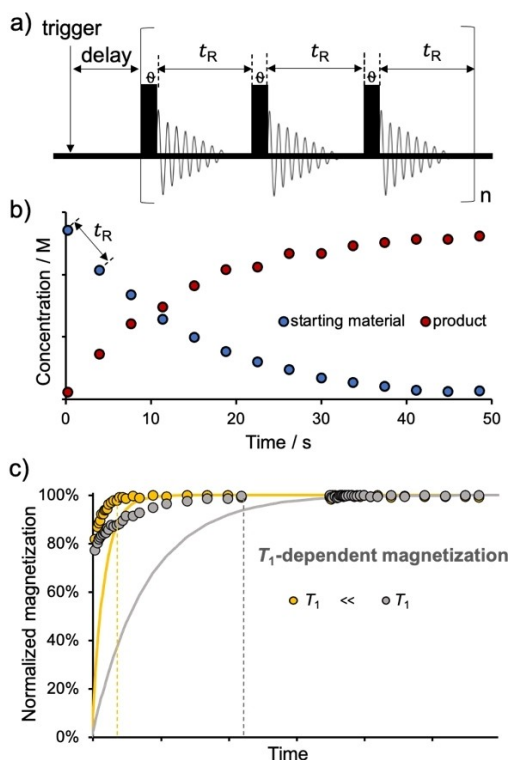 a)
trigger
delay
tR
tR
tR
θ
θ
θ
n
b)
Concentration / M
tR
starting material
product
0
10
20
30
40
50
Time / s
c)
Normalized magnetization
100%
80%
60%
40%
20%
0%
T1-dependent magnetization
T1 << T1
Time